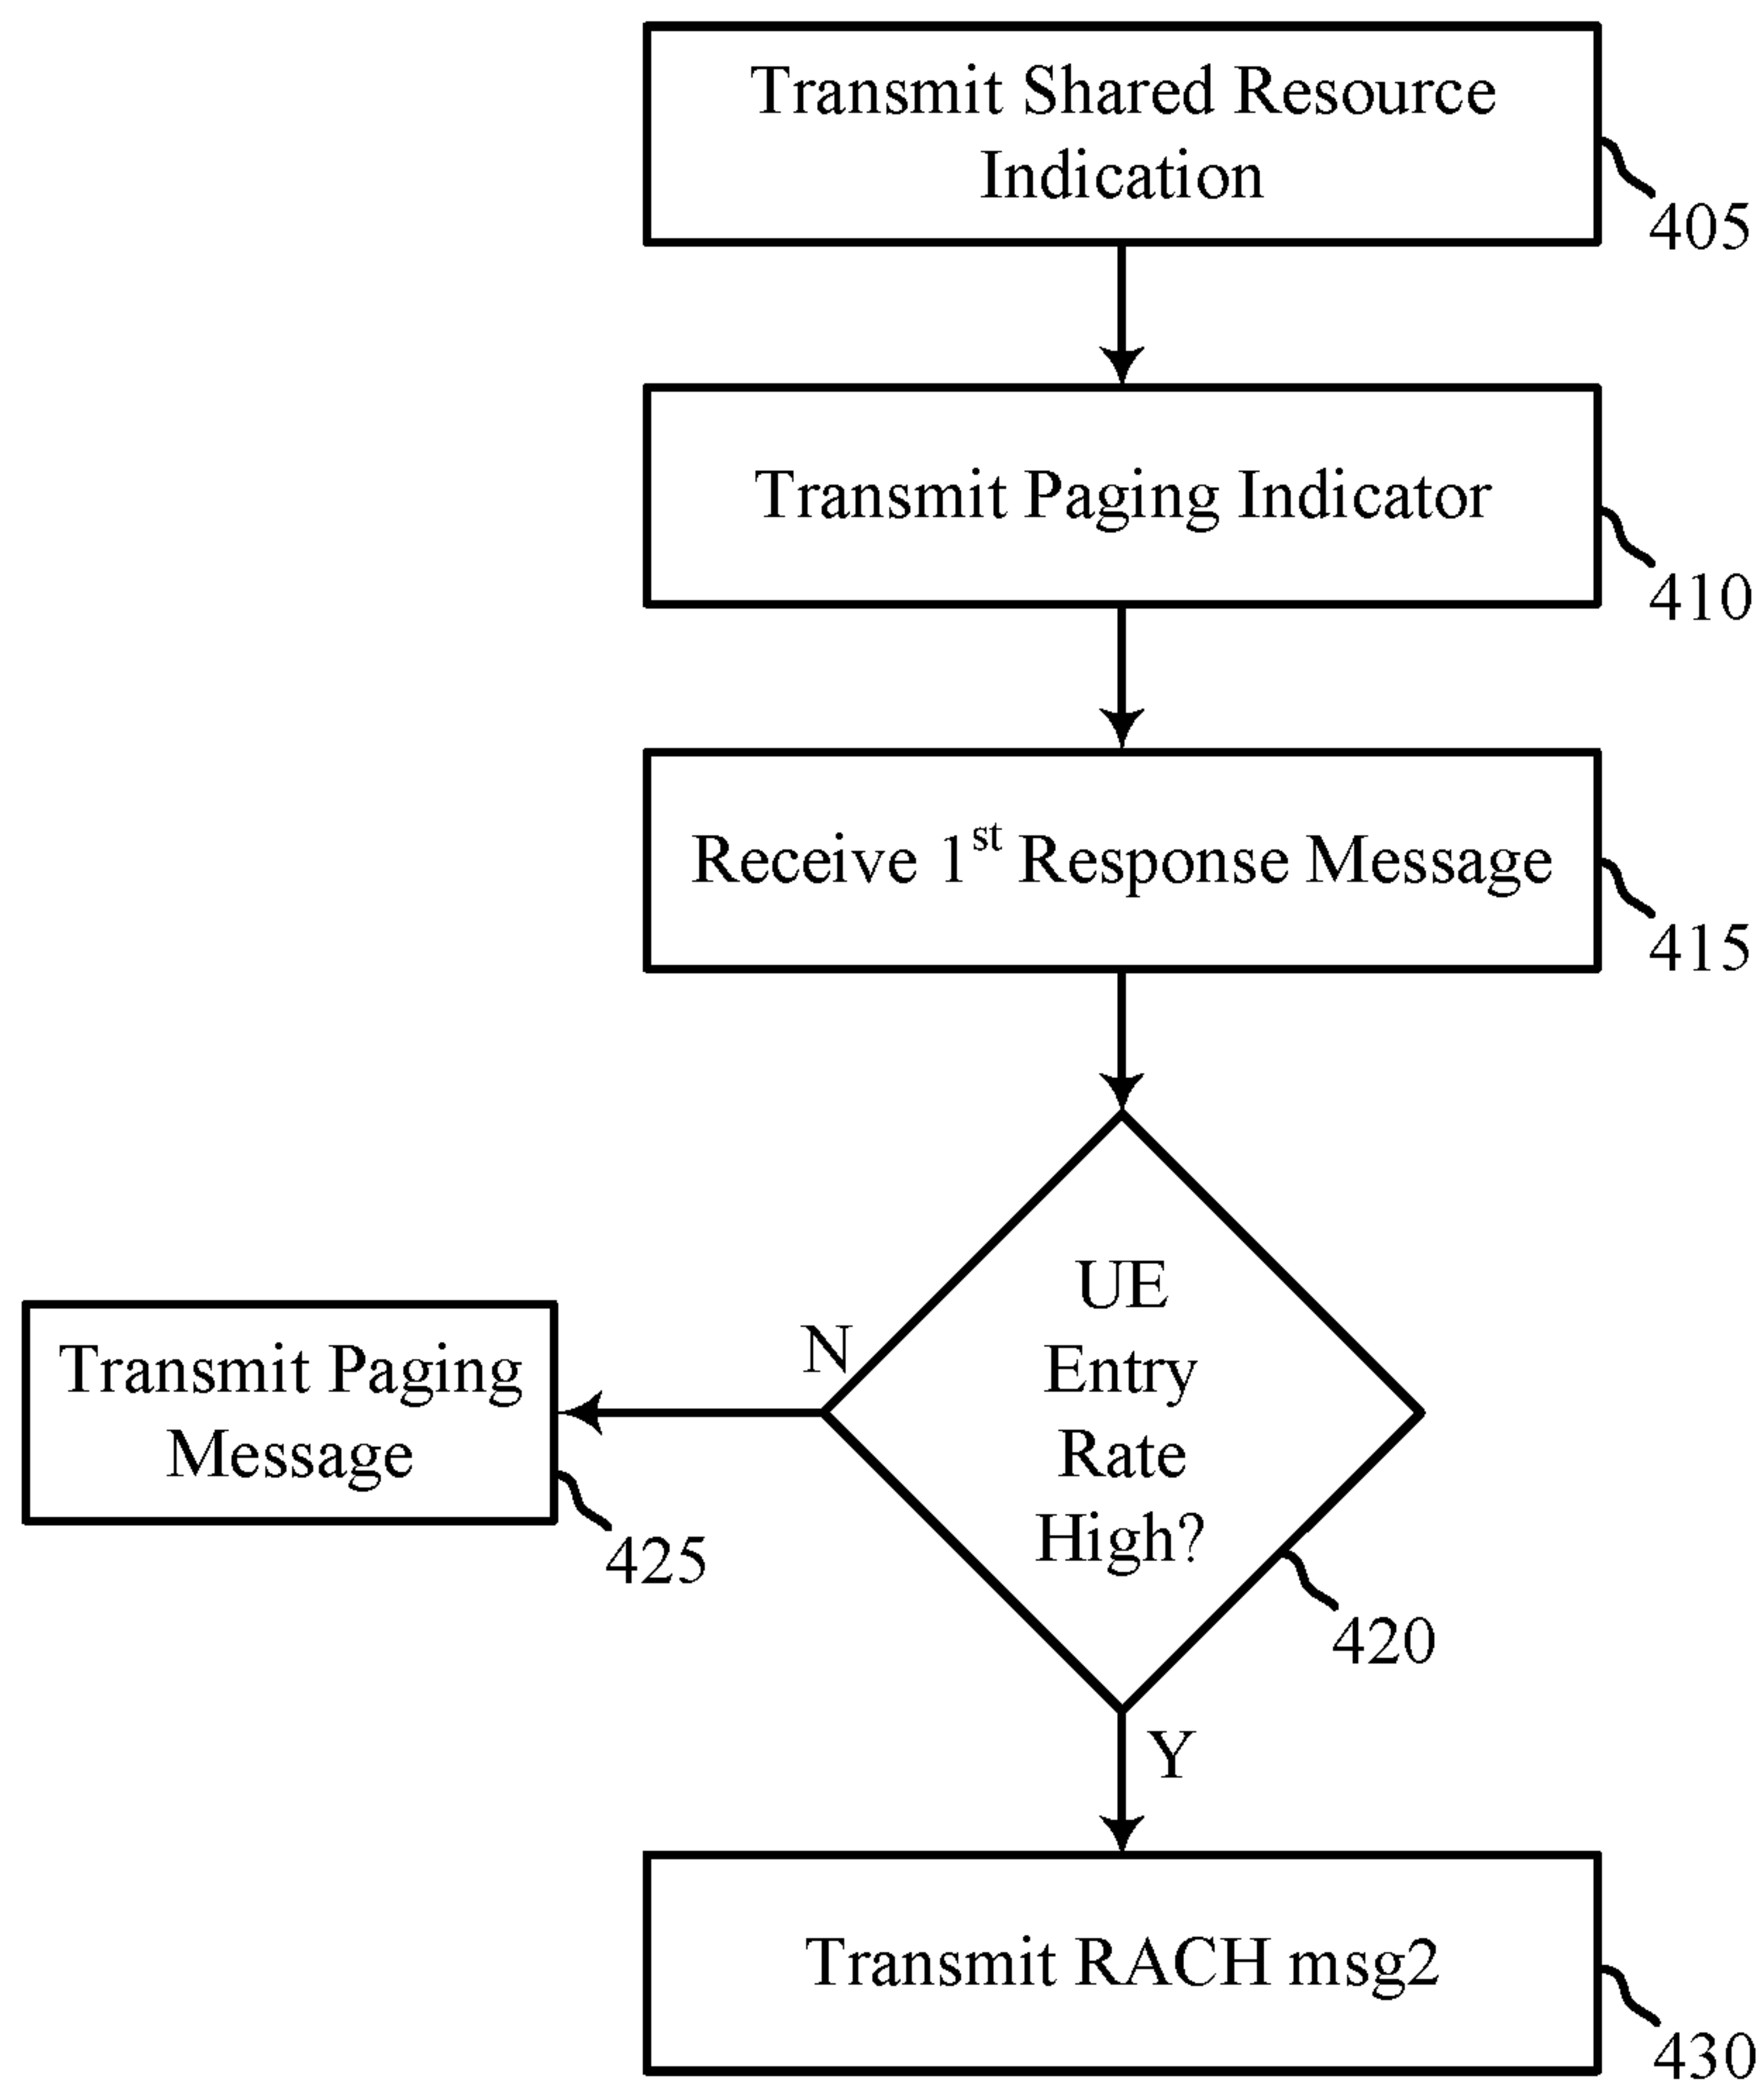 Transmit Shared Resource
Indication
405
Transmit Paging Indicator
410
Receive 1st Response Message
415
UE
Entry
Rate
High?
420
N
Transmit Paging
Message
425
Y
Transmit RACH msg2
430